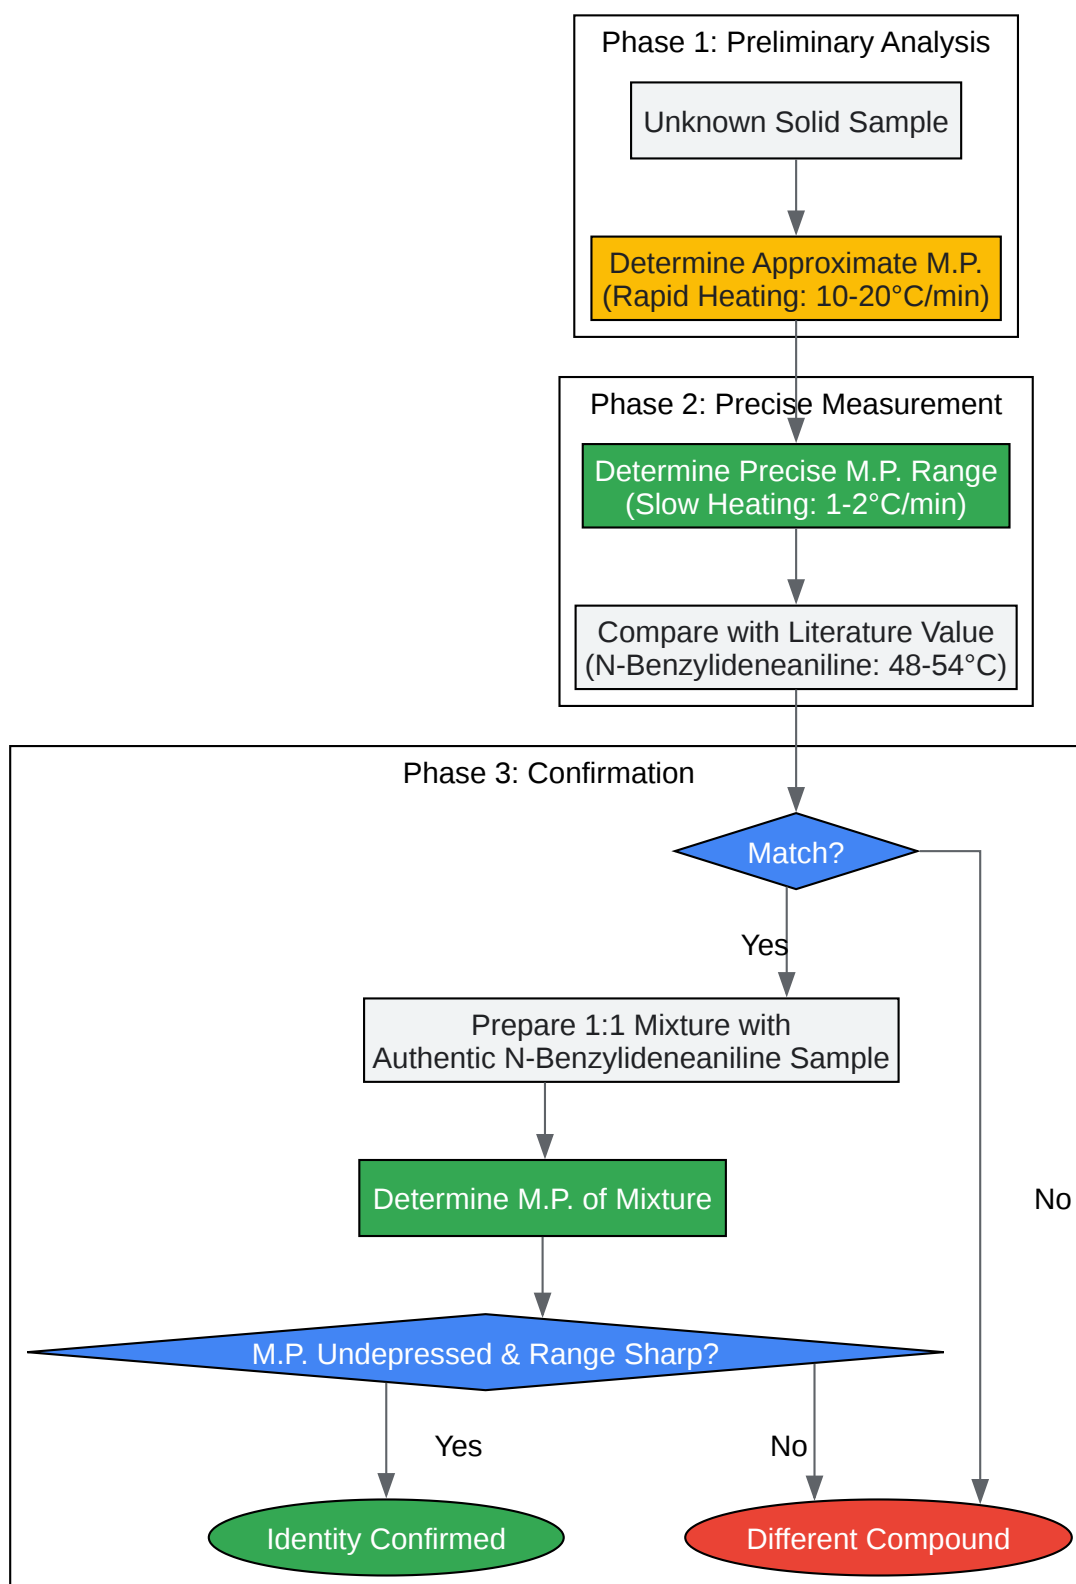 Phase 1: Preliminary Analysis
Unknown Solid Sample
Determine Approximate M.P.
(Rapid Heating: 10-20°C/min)
Phase 2: Precise Measurement
Determine Precise M.P. Range
(Slow Heating: 1-2°C/min)
Compare with Literature Value
(N-Benzylideneaniline: 48-54°C)
Phase 3: Confirmation
Match?
Yes
Prepare 1:1 Mixture with
Authentic N-Benzylideneaniline Sample
Determine M.P. of Mixture
No
M.P. Undepressed & Range Sharp?
Yes
No
Identity Confirmed
Different Compound